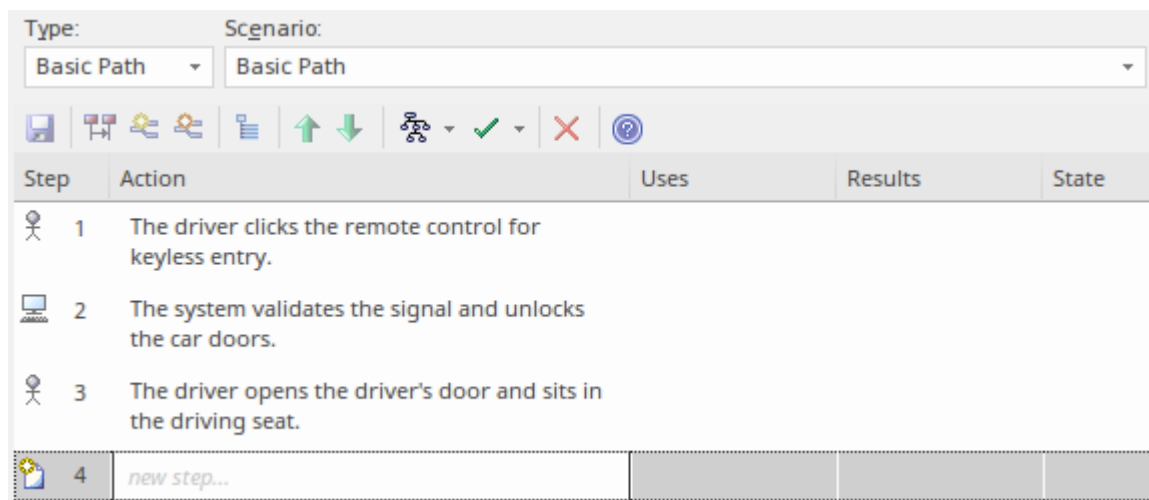 Type: Scenario:
Basic Path Basic Path
Step Action Uses Results State
1 The driver clicks the remote control for
keyless entry.
2 The system validates the signal and unlocks
the car doors.
3 The driver opens the driver's door and sits in
the driving seat.
4 new step...